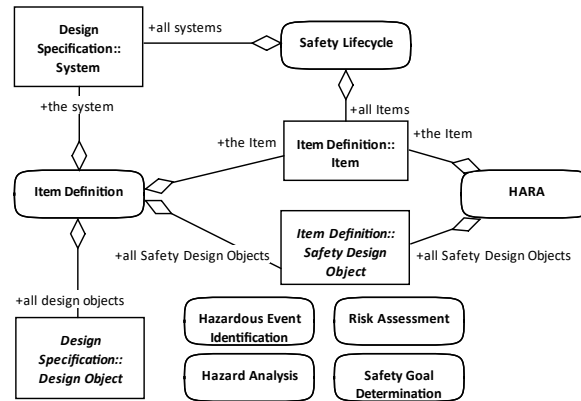 Design
Specification::
System
+all systems
Safety Lifecycle
+the system
+all Items
+the Item
Item Definition::
Item
+the Item
Item Definition
HARA
Item Definition::
Safety Design
Object
+all Safety Design Objects
+all Safety Design Objects
+all design objects
Design
Specification::
Design Object
Hazardous Event
Identification
Risk Assessment
Hazard Analysis
Safety Goal
Determination